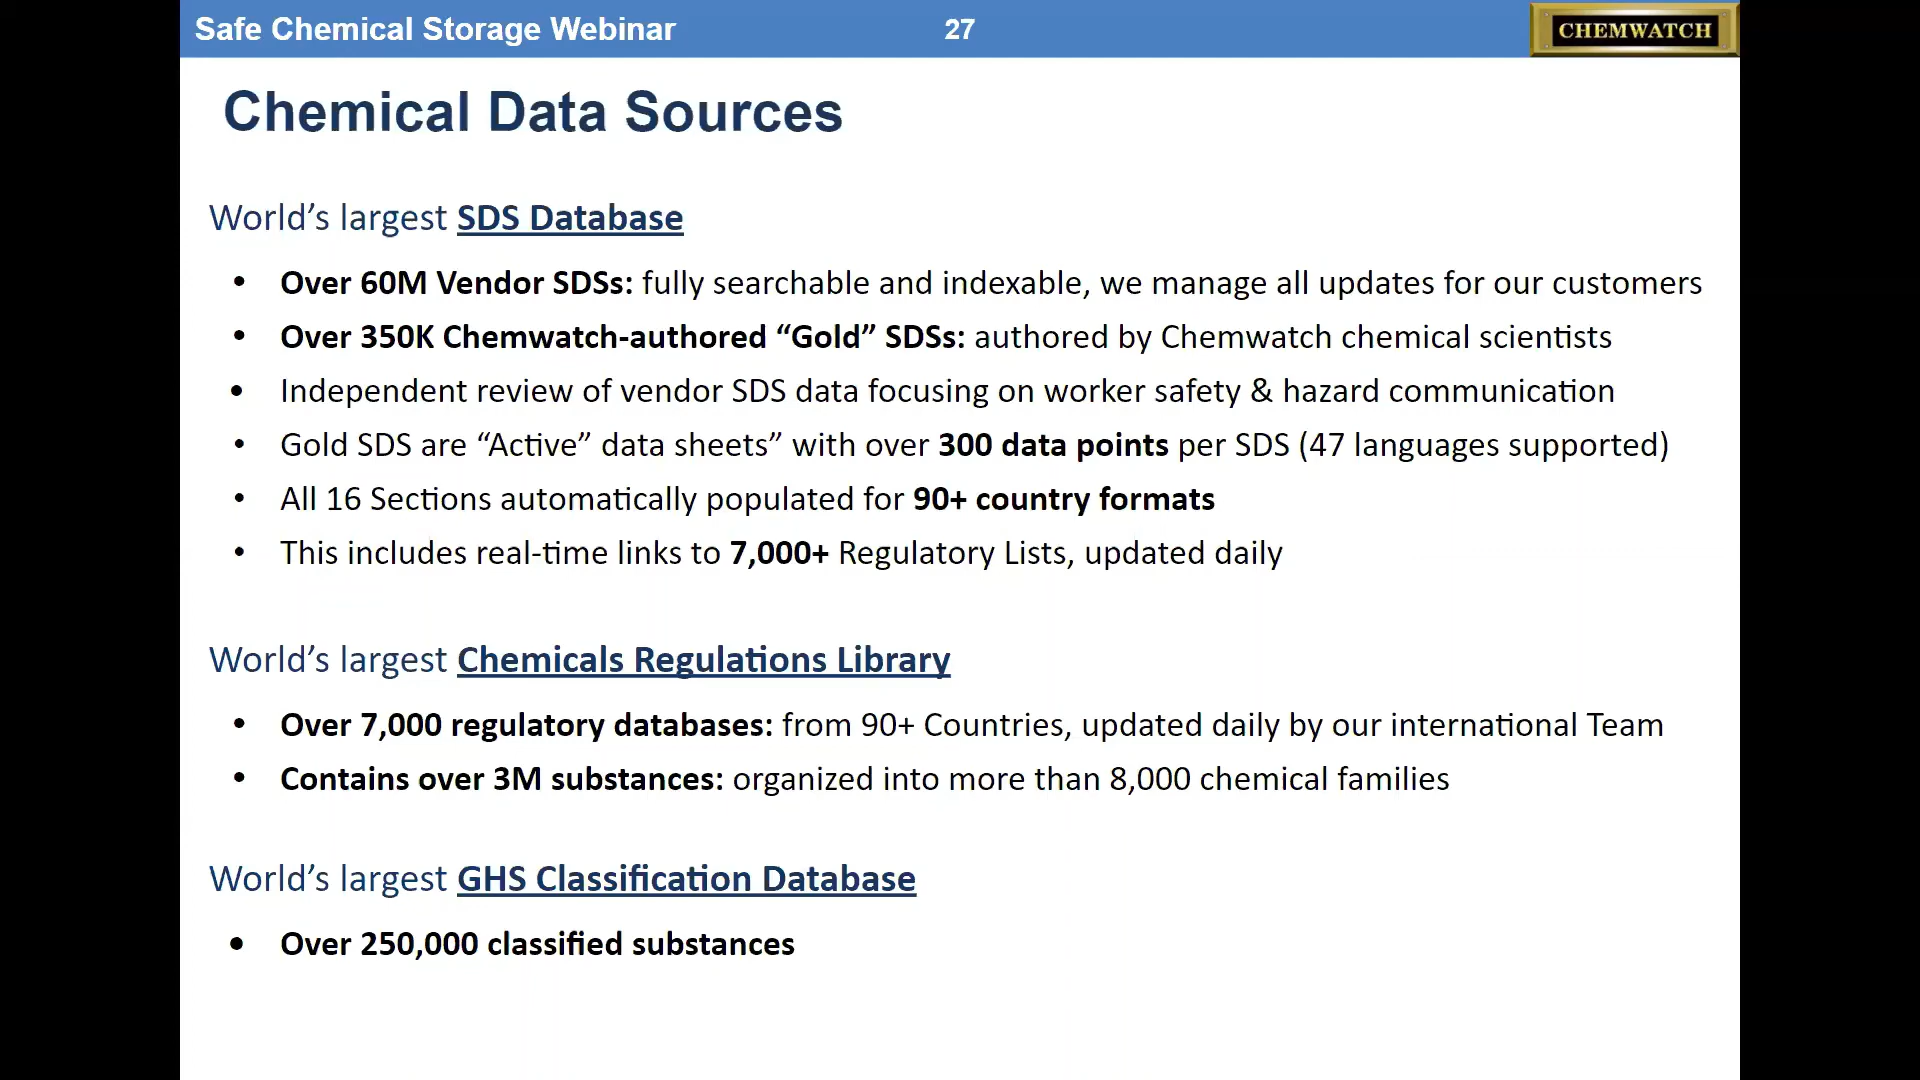 Safe Chemical Storage Webinar
27
CHEMWATCH
Chemical Data Sources
World’s largest SDS Database
• Over 60M Vendor SDSs: fully searchable and indexable, we manage all updates for our customers
• Over 350K Chemwatch-authored “Gold” SDSs: authored by Chemwatch chemical scientists
• Independent review of vendor SDS data focusing on worker safety & hazard communication
• Gold SDS are “Active” data sheets” with over 300 data points per SDS (47 languages supported)
• All 16 Sections automatically populated for 90+ country formats
• This includes real-time links to 7,000+ Regulatory Lists, updated daily
World’s largest Chemicals Regulations Library
• Over 7,000 regulatory databases: from 90+ Countries, updated daily by our international Team
• Contains over 3M substances: organized into more than 8,000 chemical families
World’s largest GHS Classification Database
• Over 250,000 classified substances